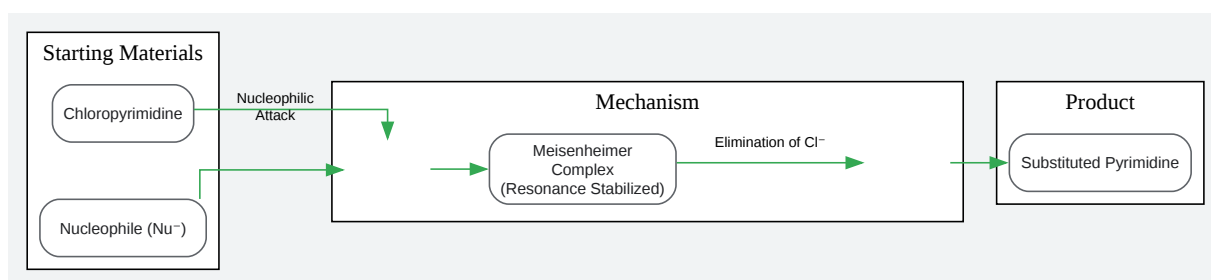 Starting Materials
Chloropyrimidine
Nucleophile (Nu⁻)
Nucleophilic
Attack
Mechanism
Meisenheimer
Complex
(Resonance Stabilized)
Elimination of Cl⁻
Product
Substituted Pyrimidine